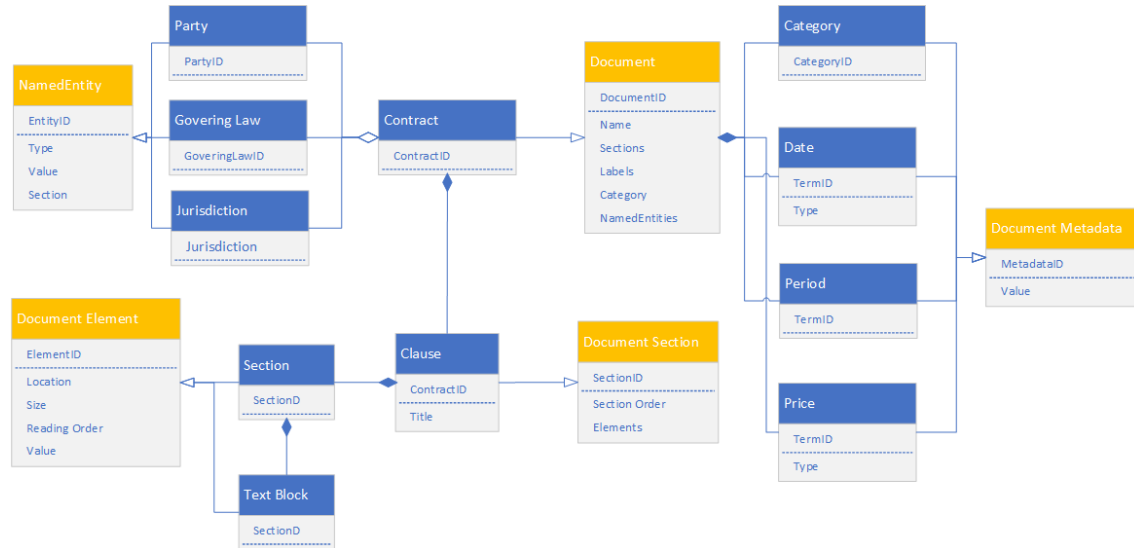 Party
PartyID
NamedEntity
EntityID
Type
Value
Section
Govering Law
GoveringLawID
Jurisdiction
Jurisdiction
Contract
ContractID
Document
DocumentID
Name
Sections
Labels
Category
NamedEntities
Category
CategoryID
Date
TermID
Type
Period
TermID
Price
TermID
Type
Document Metadata
MetadataID
Value
Document Element
ElementID
Location
Size
Reading Order
Value
Section
SectionD
Text Block
SectionD
Clause
ContractID
Title
Document Section
SectionID
Section Order
Elements